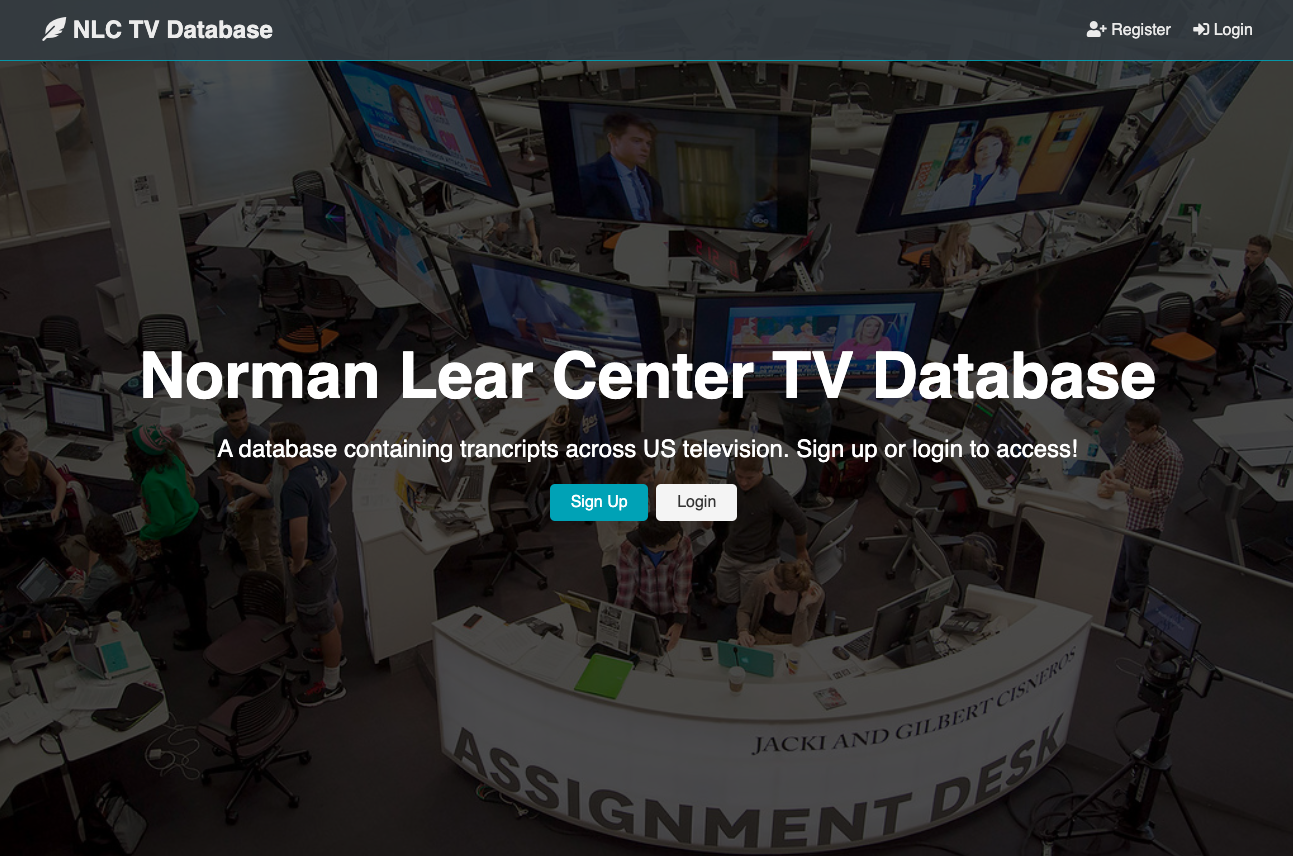 NLC TV Database
Register
Login
abc
Norman Lear Center TV Database
A database containing trancripts across US television. Sign up or login to access!
Sign Up
Login
JACKI AND GILBERT CISNEROS
ASSIGNMENT DESK